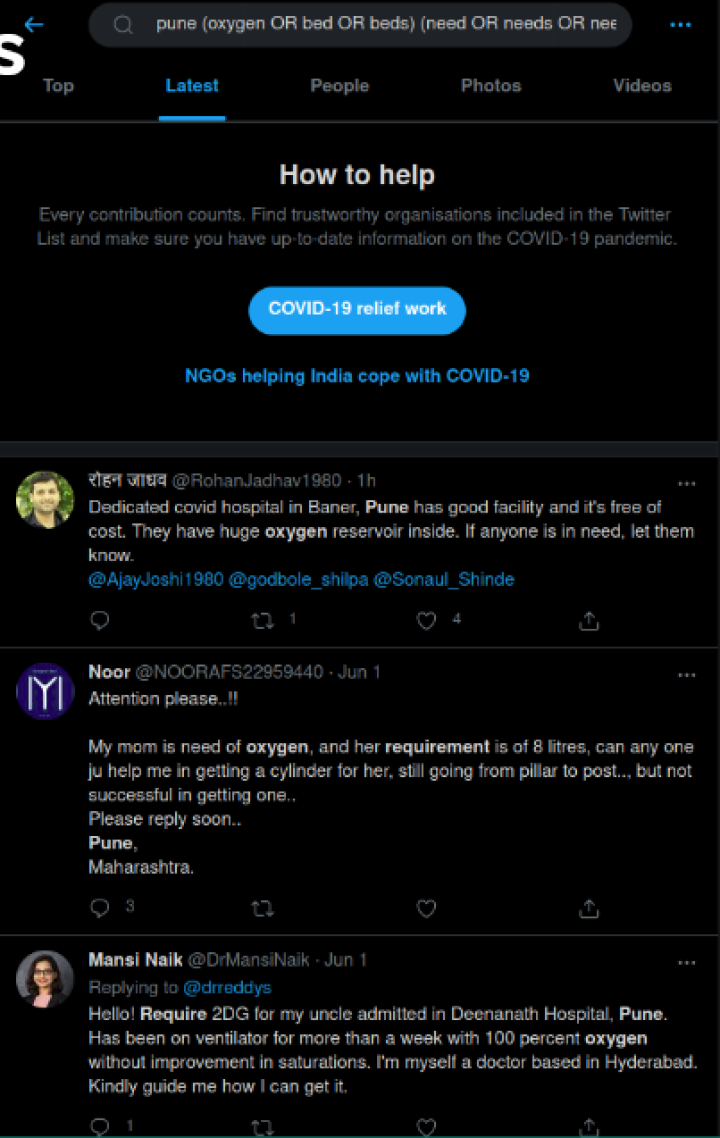 s
pune (oxygen OR bed OR beds) (need OR needs OR nee
Top Latest People Photos Videos
How to help
Every contribution counts. Find trustworthy organisations included in the Twitter
List and make sure you have up-to-date information on the COVID-19 pandemic.
COVID-19 relief work
NGOs helping India cope with COVID-19
रोहन जाधव @RohanJadhav1980 · 1h
Dedicated covid hospital in Baner, Pune has good facility and it's free of
cost. They have huge oxygen reservoir inside. If anyone is in need, let them
know.
@AjayJoshi1980 @godbole_shilpa @Sonaul_Shinde
1 4
Noor @NOORAFS22959440 · Jun 1
Attention please..!!
My mom is need of oxygen, and her requirement is of 8 litres, can any one
ju help me in getting a cylinder for her, still going from pillar to post.., but not
successful in getting one..
Please reply soon..
Pune,
Maharashtra.
3
Mansi Naik @DrMansiNaik · Jun 1
Replying to @drreddys
Hello! Require 2DG for my uncle admitted in Deenanath Hospital, Pune.
Has been on ventilator for more than a week with 100 percent oxygen
without improvement in saturations. I'm myself a doctor based in Hyderabad.
Kindly guide me how I can get it.
1